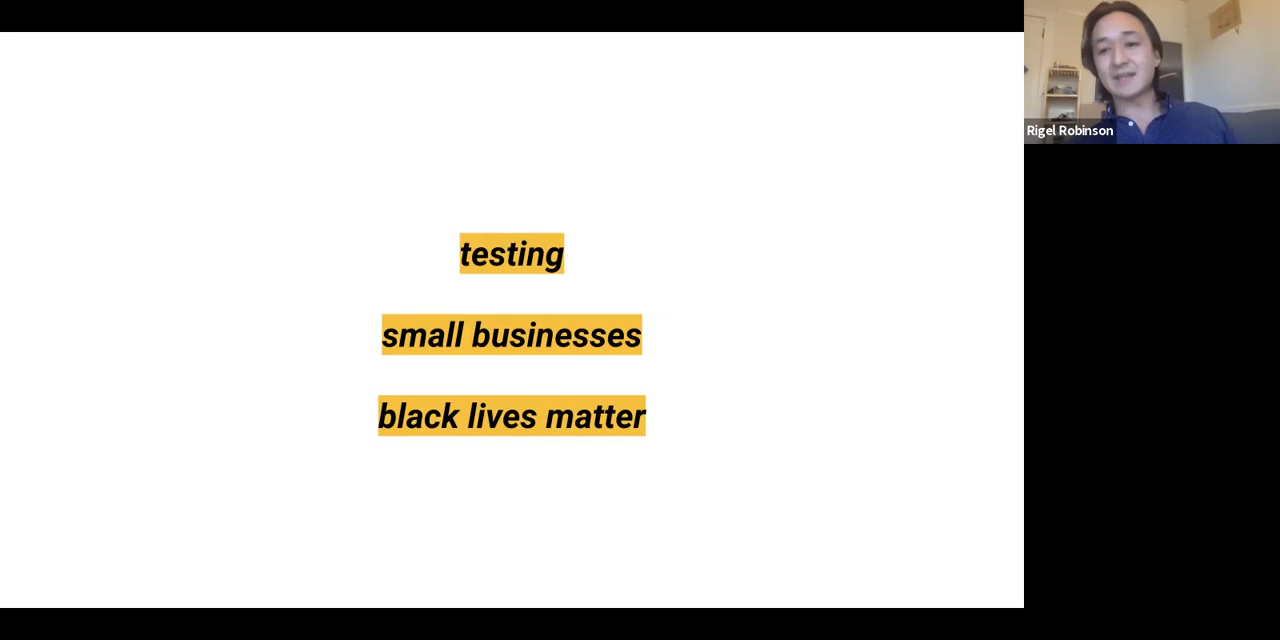 testing
small businesses
black lives matter
Rigel Robinson